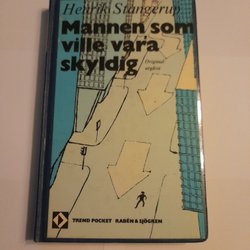 Henrik Stangerup
Mannen som
ville vara
skyldig
Original
utgåva
TREND POCKET RABÉN & SJÖGREN